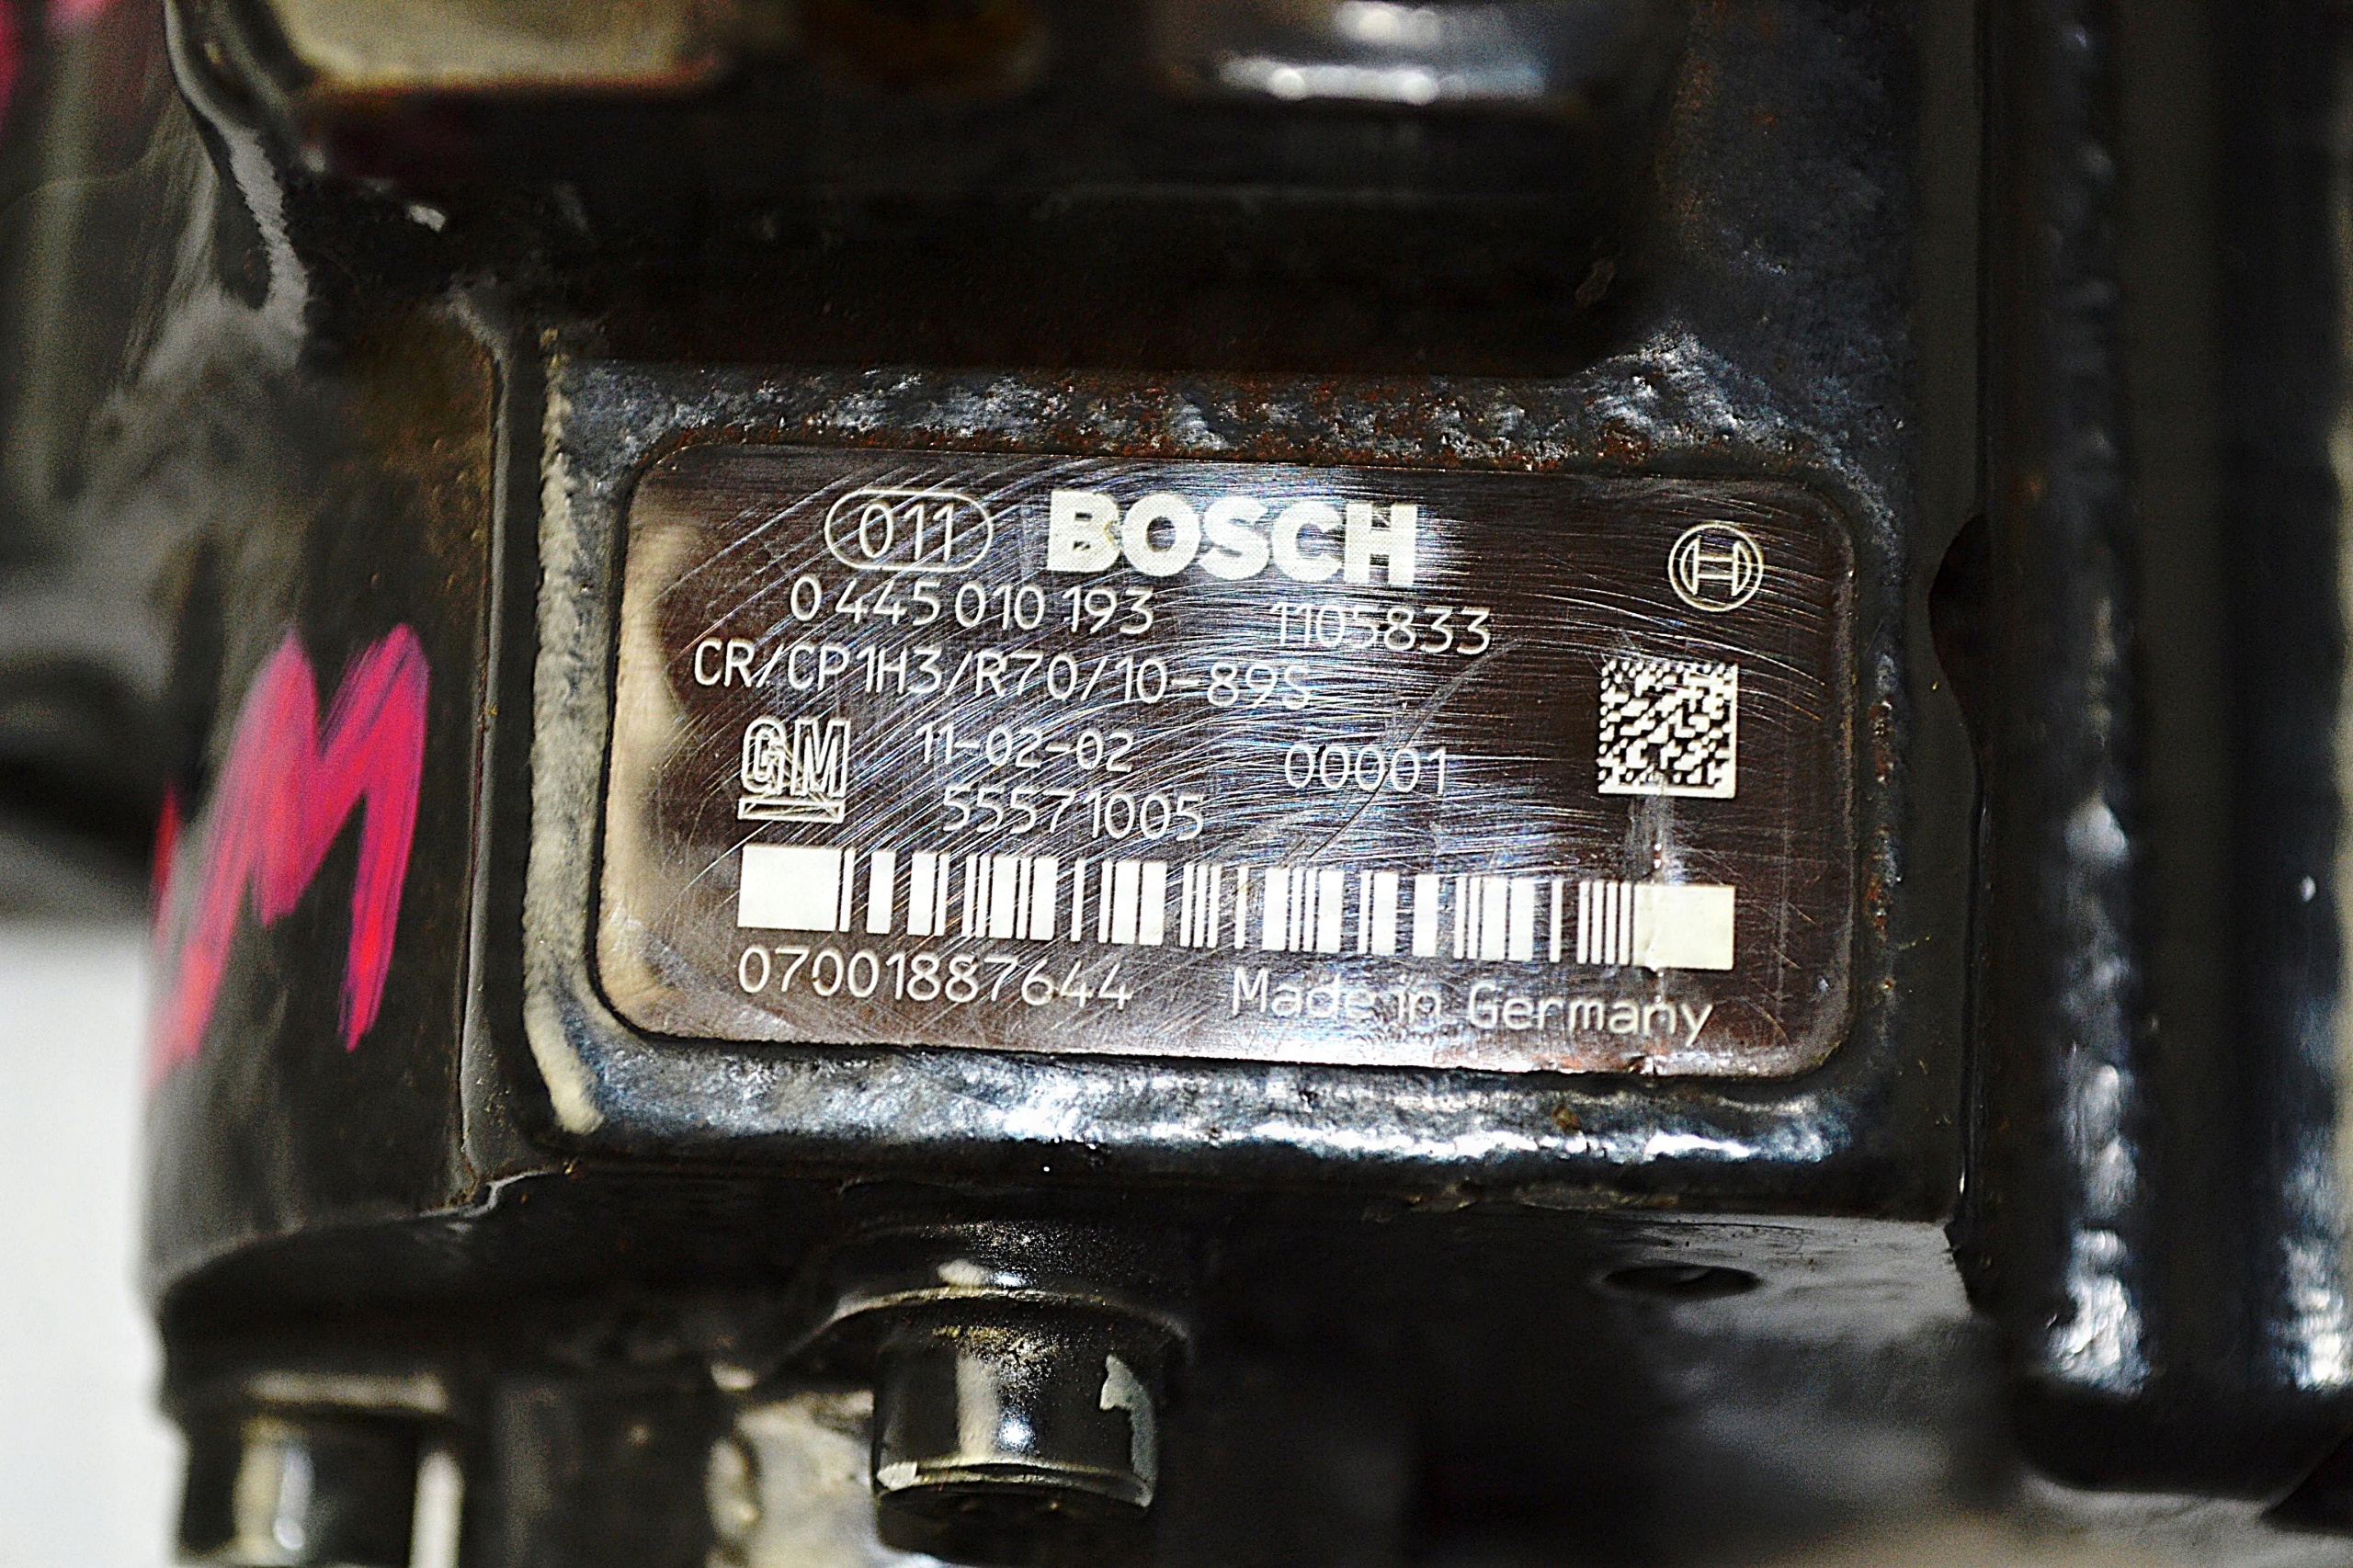 011 BOSCH
0 445 010 193 1105833
CR/CP1H3/R70/10-89S
GM 11-02-02 00001
55571005
07001887644 Made in Germany
M